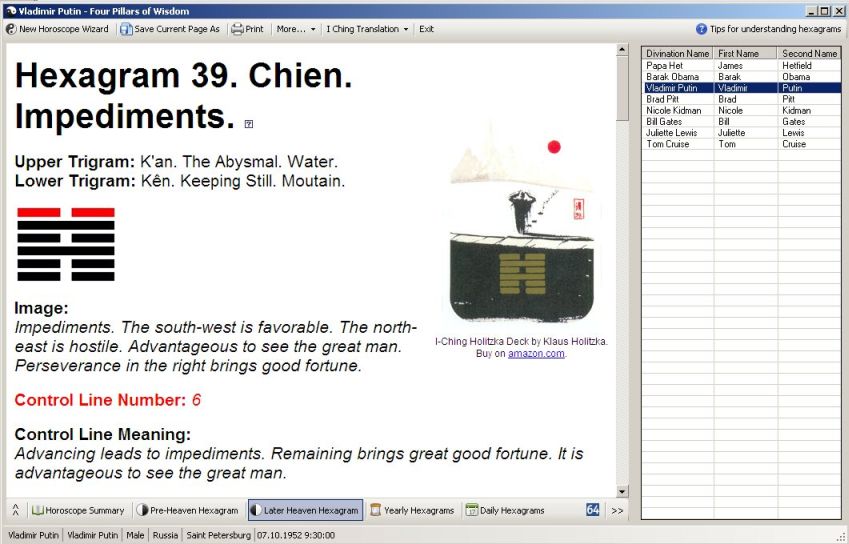 Vladimir Putin - Four Pillars of Wisdom
New Horoscope Wizard Save Current Page As Print More... I Ching Translation Exit Tips for understanding hexagrams
Hexagram 39. Chien.
Impediments.
Upper Trigram: K'an. The Abysmal. Water.
Lower Trigram: Kên. Keeping Still. Moutain.
Image:
Impediments. The south-west is favorable. The north-
east is hostile. Advantageous to see the great man.
Perseverance in the right brings good fortune.
Control Line Number: 6
Control Line Meaning:
Advancing leads to impediments. Remaining brings great good fortune. It is
advantageous to see the great man.
I-Ching Holitzka Deck by Klaus Holitzka.
Buy on amazon.com.
Divination Name First Name Second Name
Papa Het James Hetfield
Barak Obama Barak Obama
Vladimir Putin Vladimir Putin
Brad Pitt Brad Pitt
Nicole Kidman Nicole Kidman
Bill Gates Bill Gates
Juliette Lewis Juliette Lewis
Tom Cruise Tom Cruise
Horoscope Summary Pre-Heaven Hexagram Later Heaven Hexagram Yearly Hexagrams Daily Hexagrams 64 >>
Vladimir Putin Vladimir Putin Male Russia Saint Petersburg 07.10.1952 9:30:00